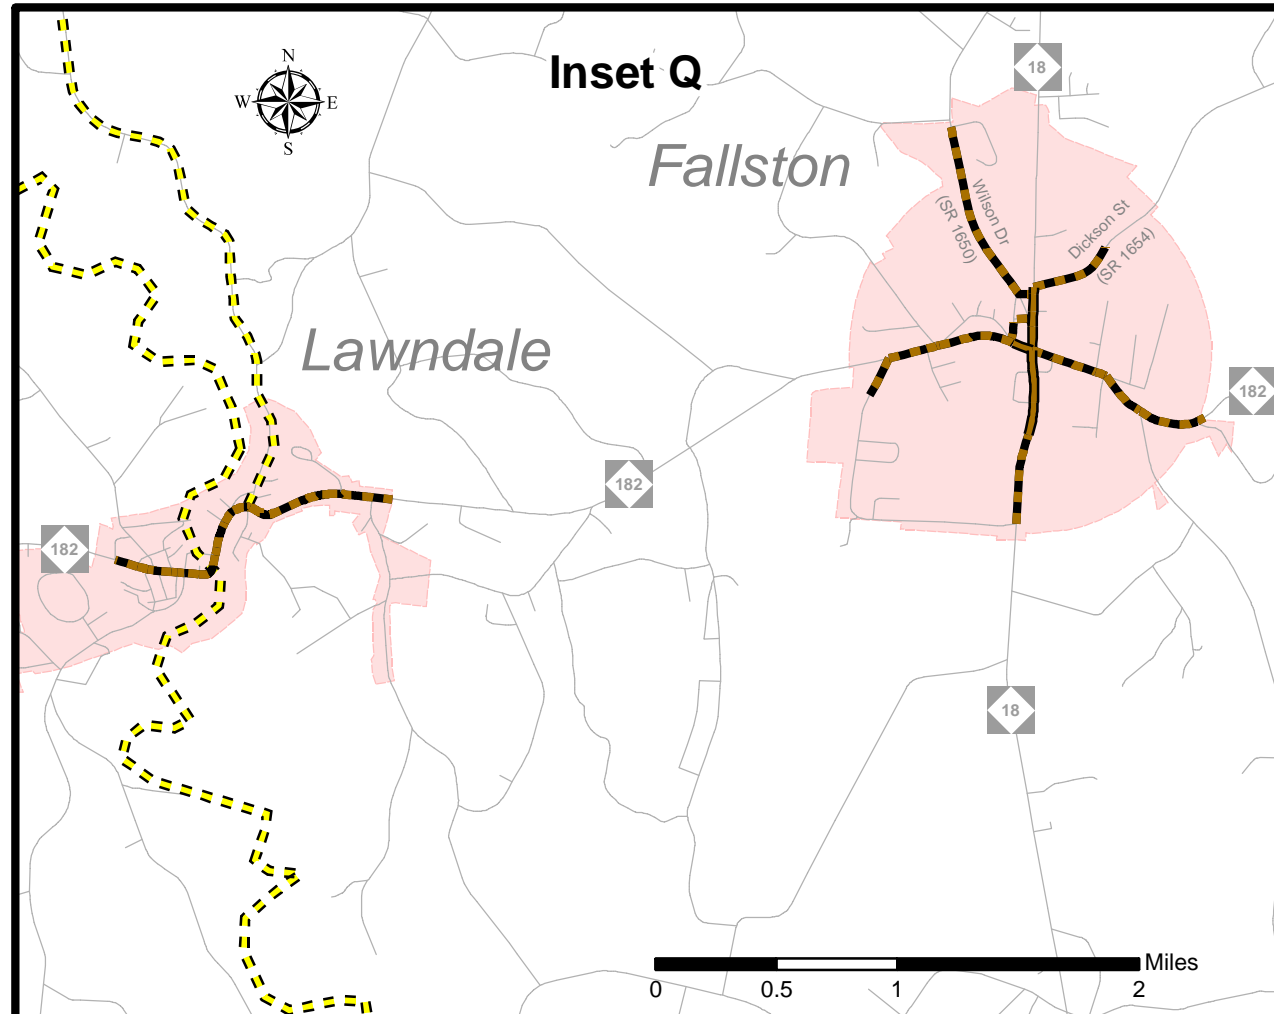 Inset Q
18
N
W E
S
Fallston
Wilson Dr
(SR 1650)
Dickson St
(SR 1654)
Lawndale
182
182
182
18
Miles
0 0.5 1 2